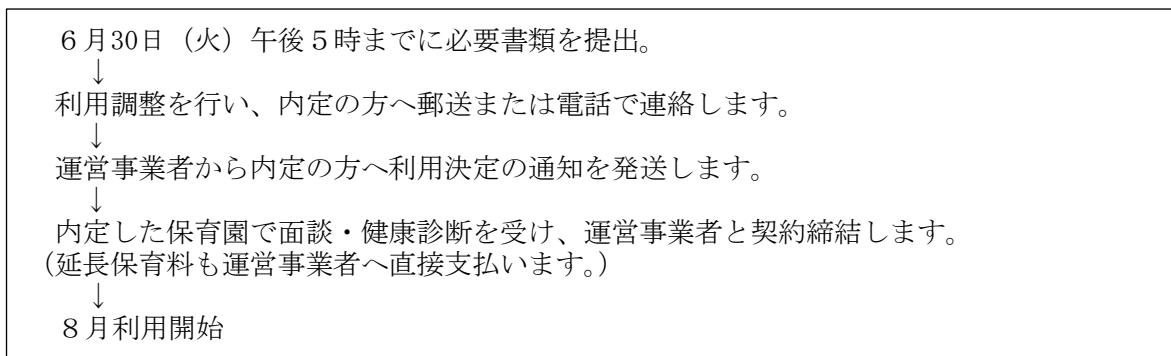 ６月30日（火）午後５時までに必要書類を提出。
↓
利用調整を行い、内定の方へ郵送または電話で連絡します。
↓
運営事業者から内定の方へ利用決定の通知を発送します。
↓
内定した保育園で面談・健康診断を受け、運営事業者と契約締結します。
（延長保育料も運営事業者へ直接支払います。）
↓
８月利用開始